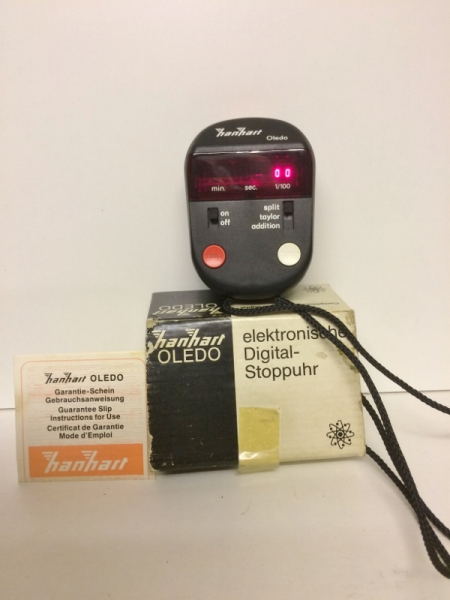 hanhart
Oledo
00
min. sec. 1/100
on
off
split
taylor
addition
hanhart
OLEDO
elektronische
Digital-
Stoppuhr
hanhart OLEDO
Garantie-Schein
Gebrauchsanweisung
Guarantee Slip
Instructions for Use
Certificat de Garantie
Mode d'Emploi
hanhart